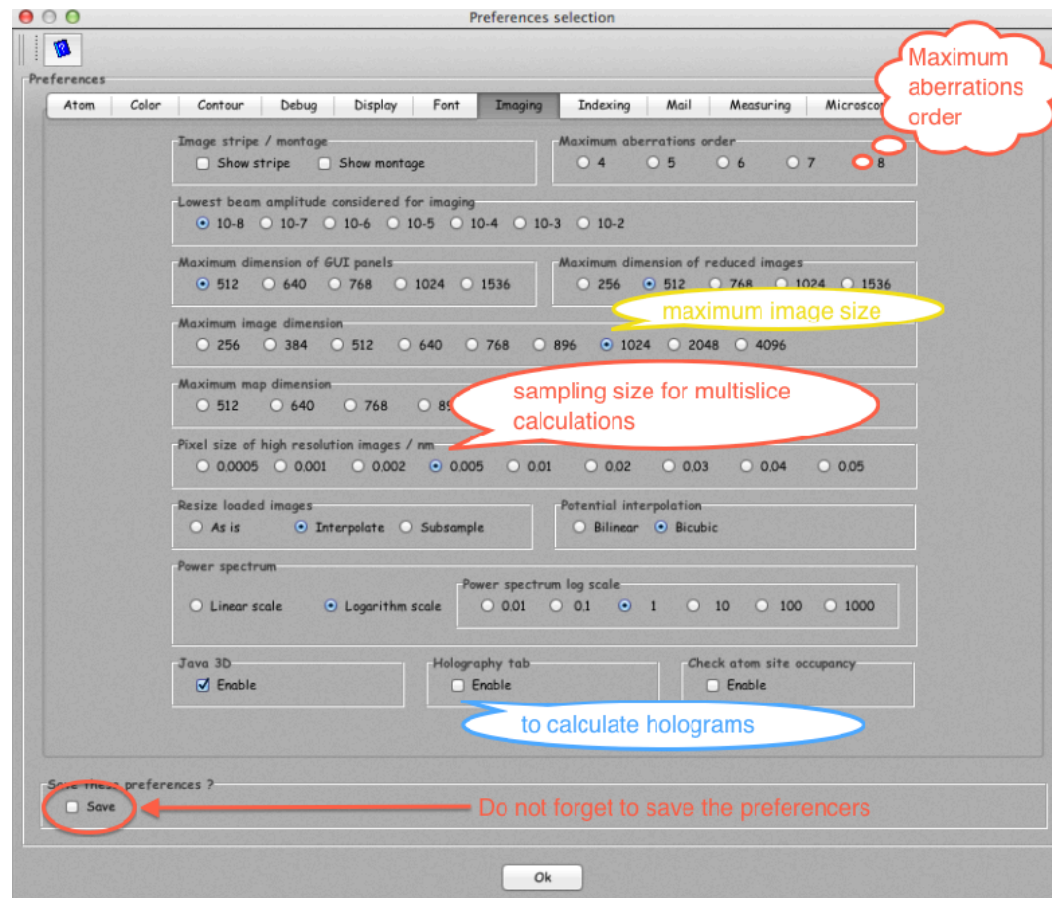 Preferences selection
Preferences
Atom Color Contour Debug Display Font Imaging Indexing Mail Measuring
Maximum
aberrations
order
Image stripe / montage
Show stripe Show montage
Maximum aberrations order
4 5 6 7 8
Lowest beam amplitude considered for imaging
10-8 10-7 10-6 10-5 10-4 10-3 10-2
Maximum dimension of GUI panels
512 640 768 1024 1536
Maximum dimension of reduced images
256 512 768 1024 1536
maximum image size
Maximum image dimension
256 384 512 640 768 896 1024 2048 4096
Maximum map dimension
512 640 768
sampling size for multislice
calculations
Pixel size of high resolution images / nm
0.0005 0.001 0.002 0.005 0.01 0.02 0.03 0.04 0.05
Resize loaded images
As is Interpolate Subsample
Potential interpolation
Bilinear Bicubic
Power spectrum
Linear scale Logarithm scale
Power spectrum log scale
0.01 0.1 1 10 100 1000
Java 3D
Enable
Holography tab
Enable
Check atom site occupancy
Enable
to calculate holograms
Save these preferences ?
Save
Do not forget to save the preferencers
Ok